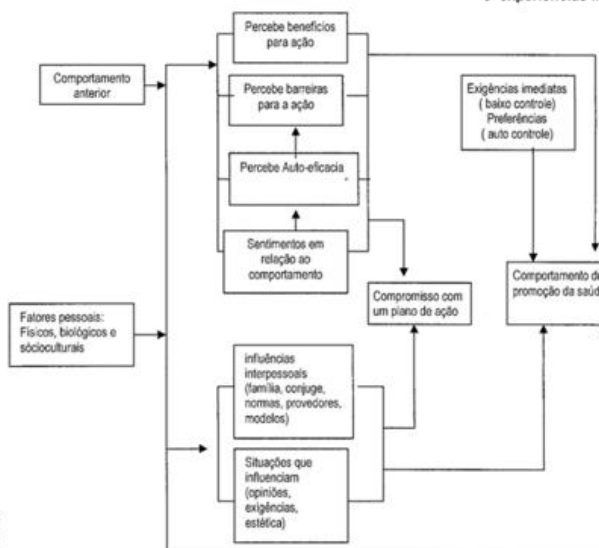 Percebe benefícios
para ação
Comportamento
anterior
Percebe barreiras
para a ação
Exigências imediatas
( baixo controle)
Preferências
( auto controle)
Percebe Auto-eficacia
Sentimentos em
relação ao
comportamento
Compromisso com
um plano de ação
Comportamento de
promoção da saúd
Fatores pessoais:
Físicos, biológicos e
sócioculturais
influências
interpessoais
(família, conjuge,
normas, provedores,
modelos)
Situações que
influenciam
(opiniões,
exigências,
estética)